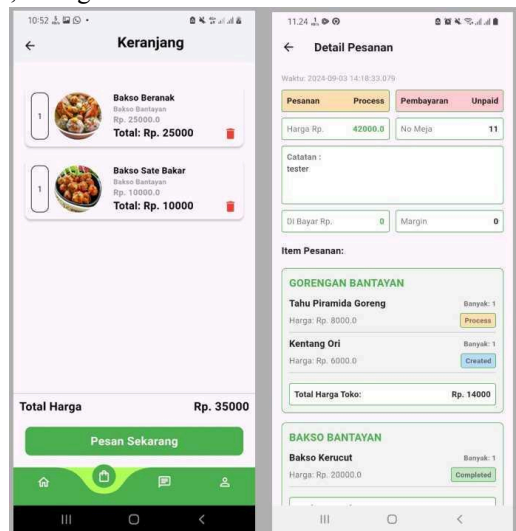 10:52
Keranjang
1
Bakso Beranak
Bakso Bantayan
Rp. 25000.0
Total: Rp. 25000
1
Bakso Sate Bakar
Bakso Bantayan
Rp. 10000.0
Total: Rp. 10000
Total Harga Rp. 35000
Pesan Sekarang
11.24
Detail Pesanan
Waktu: 2024-09-03 14:18:33.079
Pesanan Process Pembayaran Unpaid
Harga Rp. 42000.0 No Meja 11
Catatan :
tester
Di Bayar Rp. 0 Margin 0
Item Pesanan:
GORENGAN BANTAYAN
Tahu Piramida Goreng Banyak: 1
Harga: Rp. 8000.0 Process
Kentang Ori Banyak: 1
Harga: Rp. 6000.0 Created
Total Harga Toko: Rp. 14000
BAKSO BANTAYAN
Bakso Kerucut Banyak: 1
Harga: Rp. 20000.0 Completed